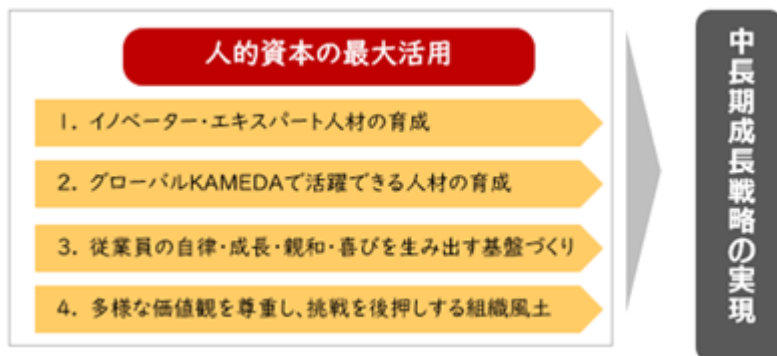 人的資本の最大活用
1. イノベーター・エキスパート人材の育成
2. グローバルKAMEDAで活躍できる人材の育成
3. 従業員の自律・成長・親和・喜びを生み出す基盤づくり
4. 多様な価値観を尊重し、挑戦を後押しする組織風土
中長期成長戦略の実現